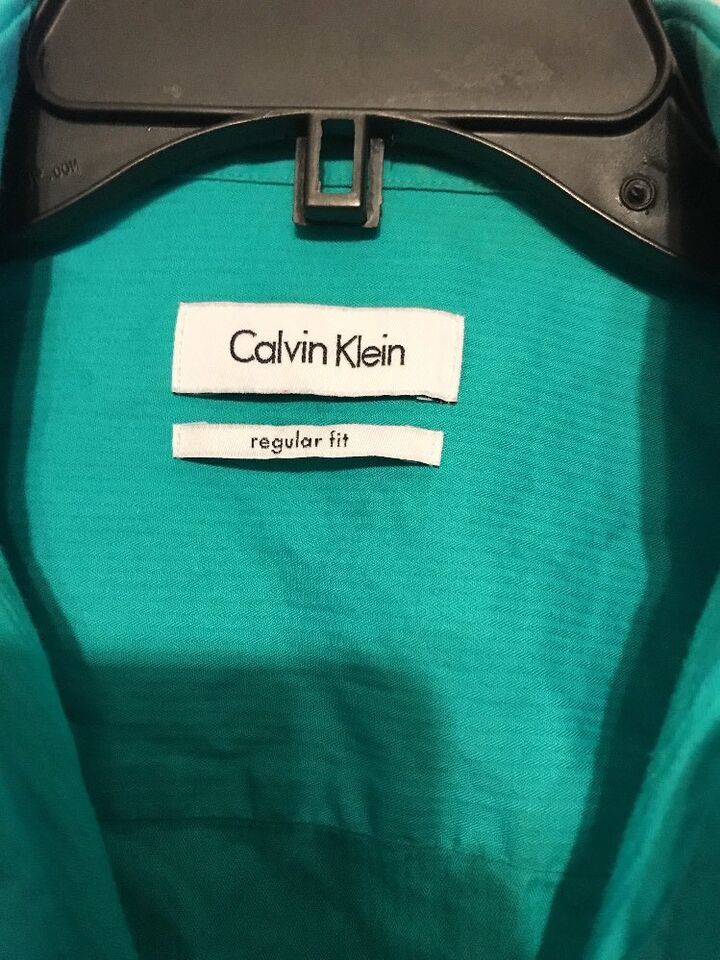 Calvin Klein
regular fit